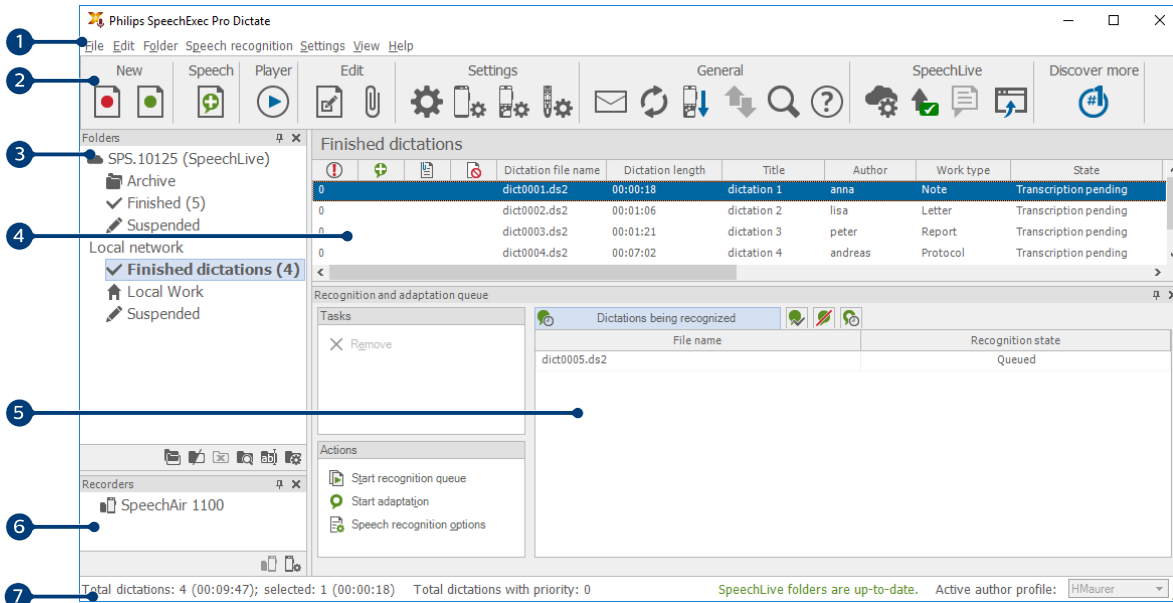 Philips SpeechExec Pro Dictate
1
File Edit Folder Speech recognition Settings View Help
2
New Speech Player Edit Settings General SpeechLive Discover more
#1
3
Folders
SPS.10125 (SpeechLive)
Archive
Finished (5)
Suspended
Local network
Finished dictations (4)
Local Work
Suspended
4
Finished dictations
Dictation file name Dictation length Title Author Work type State
0 dict0001.ds2 00:00:18 dictation 1 anna Note Transcription pending
0 dict0002.ds2 00:01:06 dictation 2 lisa Letter Transcription pending
0 dict0003.ds2 00:01:21 dictation 3 peter Report Transcription pending
0 dict0004.ds2 00:07:02 dictation 4 andreas Protocol Transcription pending
Recognition and adaptation queue
Tasks
Remove
Dictations being recognized
File name Recognition state
dict0005.ds2 Queued
5
Actions
Start recognition queue
Start adaptation
Speech recognition options
Recorders
SpeechAir 1100
6
7
Total dictations: 4 (00:09:47); selected: 1 (00:00:18) Total dictations with priority: 0 SpeechLive folders are up-to-date. Active author profile: HMaurer